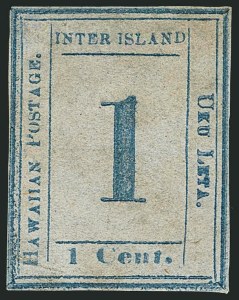 INTER ISLAND
HAWAIIAN POSTAGE.
1
UKU LETA.
1 Cent.